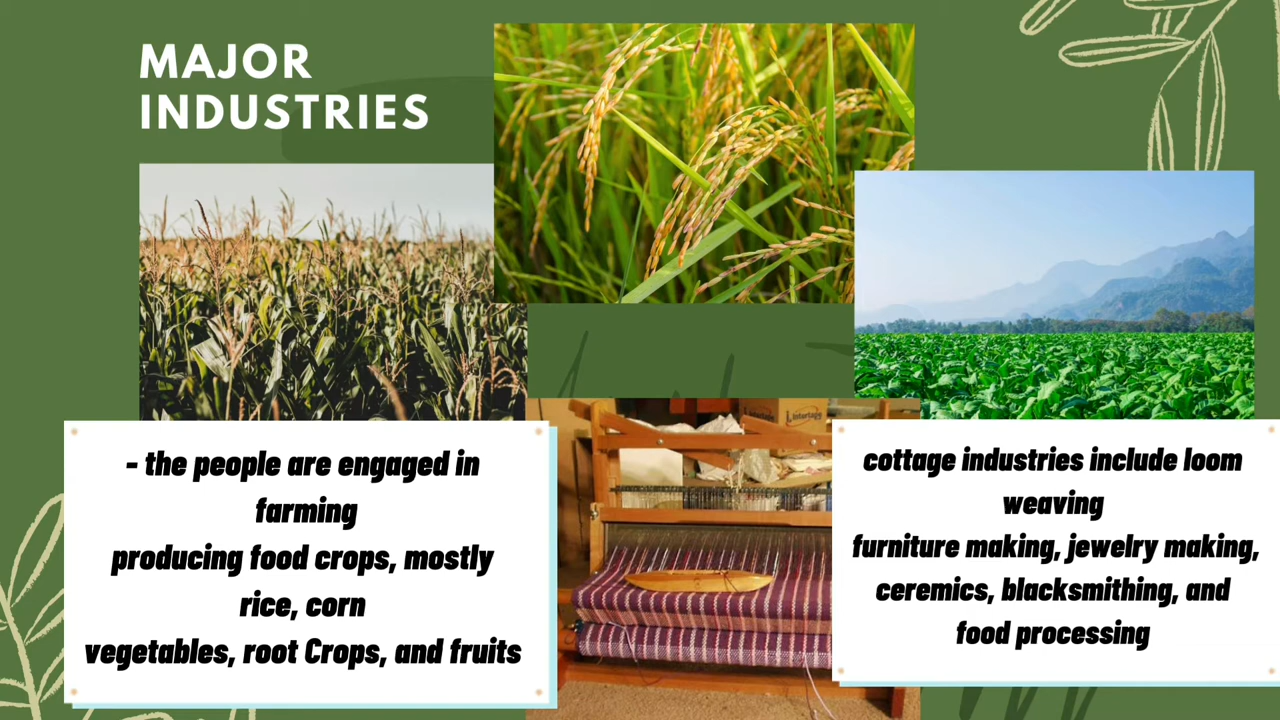 MAJOR
INDUSTRIES
Intertape
- the people are engaged in
farming
producing food crops, mostly
rice, corn
vegetables, root Crops, and fruits
cottage industries include loom
weaving
furniture making, jewelry making,
ceremics, blacksmithing, and
food processing